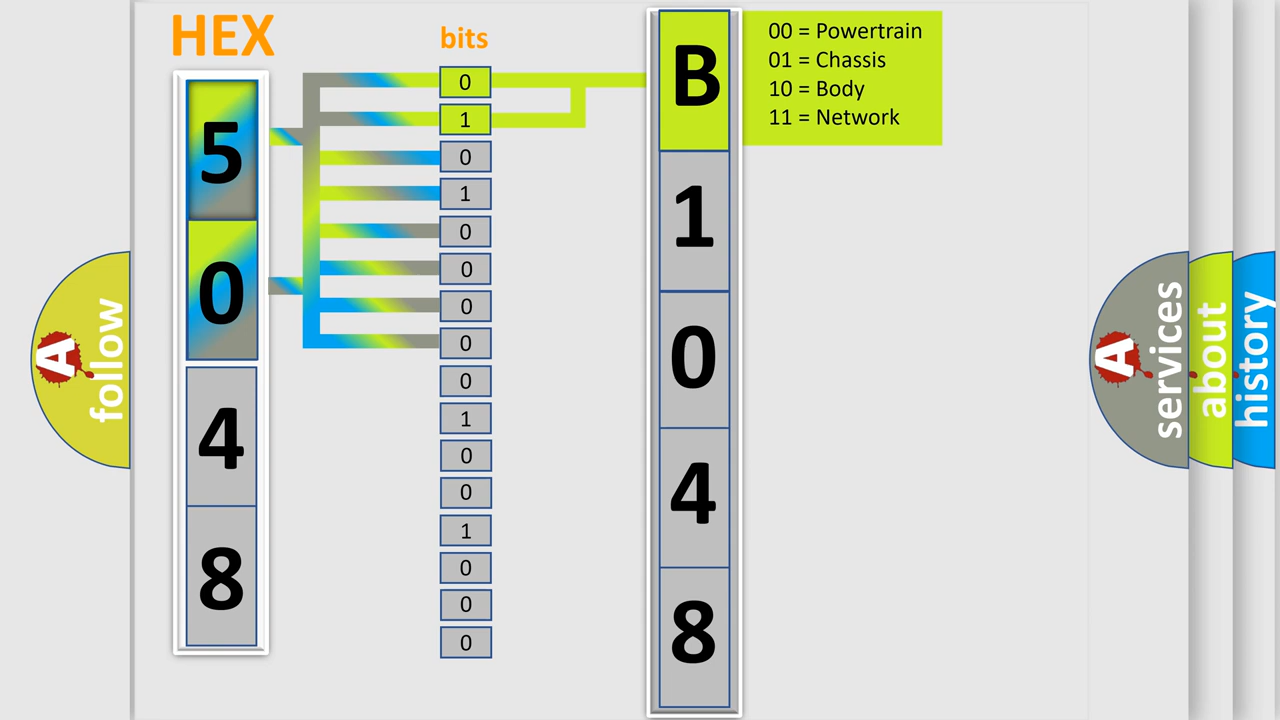 HEX
bits
5
0
4
8
0
1
0
1
0
0
0
0
0
1
0
0
1
0
0
0
B
1
0
4
8
00 = Powertrain
01 = Chassis
10 = Body
11 = Network
A follow
A services
about
history